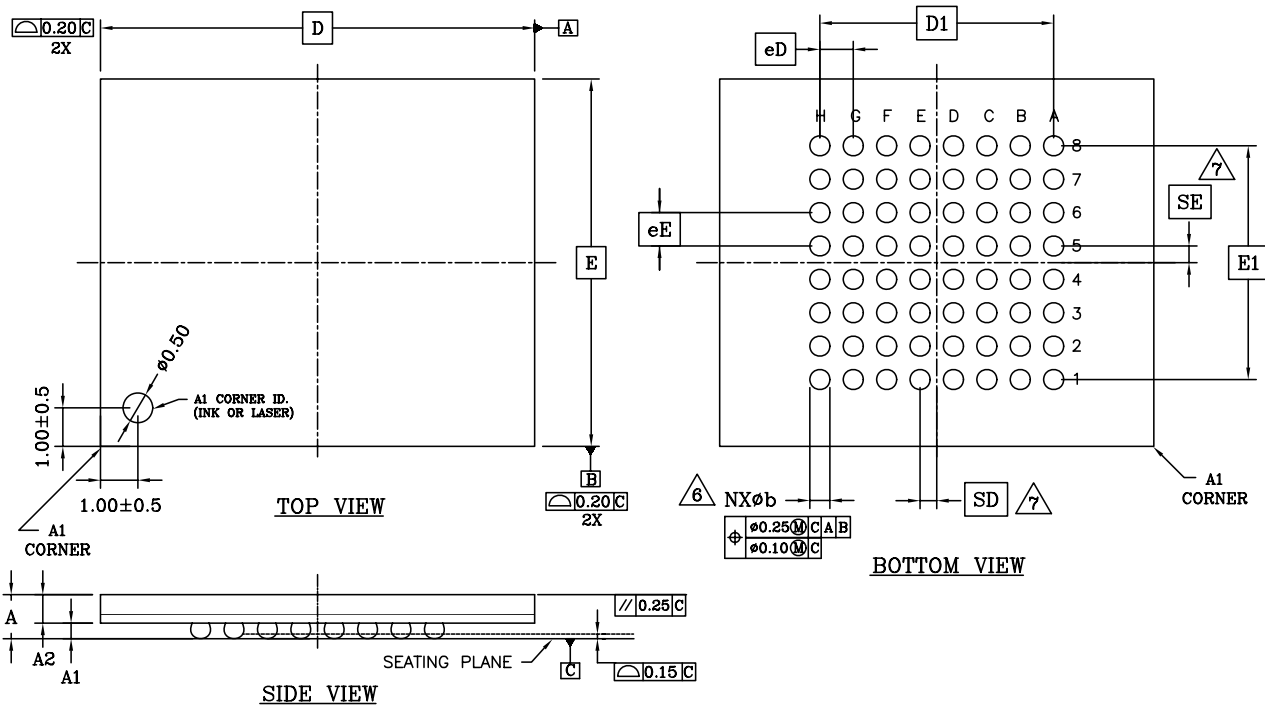 ⌓ 0.20 C
2X
D
A
E
ø0.50
A1 CORNER ID.
(INK OR LASER)
1.00±0.5
1.00±0.5
B
⌓ 0.20 C
2X
TOP VIEW
A1
CORNER
D1
eD
H G F E D C B A
8
7
6
5
4
3
2
1
7
SE
eE
E1
6 NXøb
⌖ ø0.25Ⓜ C A B
ø0.10Ⓜ C
SD 7
A1
CORNER
BOTTOM VIEW
A
A2
A1
// 0.25 C
SEATING PLANE
C
⌓ 0.15 C
SIDE VIEW